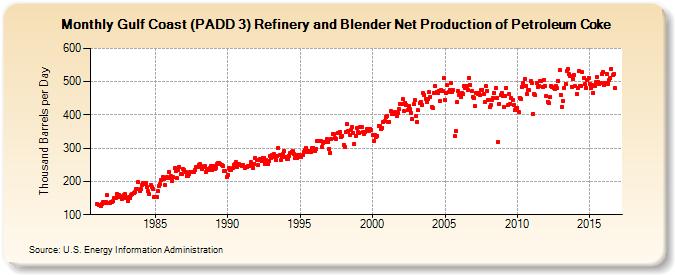 Monthly Gulf Coast (PADD 3) Refinery and Blender Net Production of Petroleum Coke
Thousand Barrels per Day
600
500
400
300
200
100
1985 1990 1995 2000 2005 2010 2015
Source: U.S. Energy Information Administration